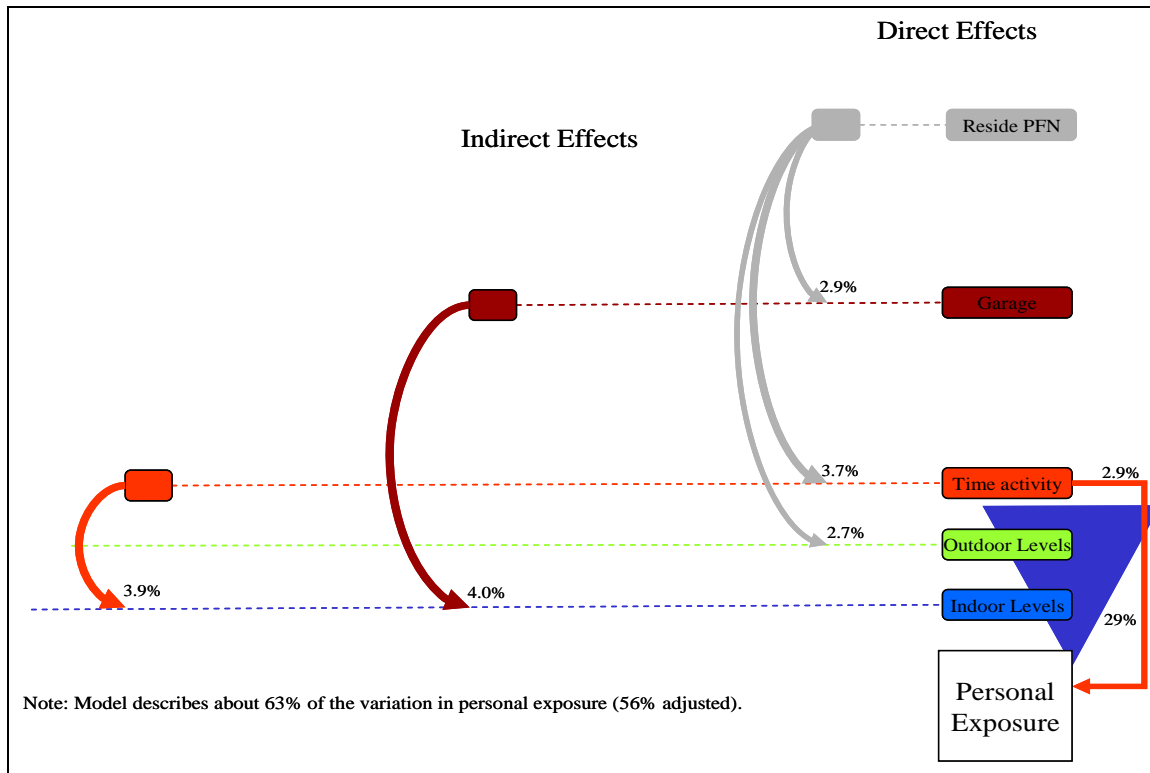 Direct Effects
Indirect Effects
Reside PFN
2.9%
Garage
3.7%
Time activity
2.9%
2.7%
Outdoor Levels
3.9%
4.0%
Indoor Levels
29%
Personal
Exposure
Note: Model describes about 63% of the variation in personal exposure (56% adjusted).